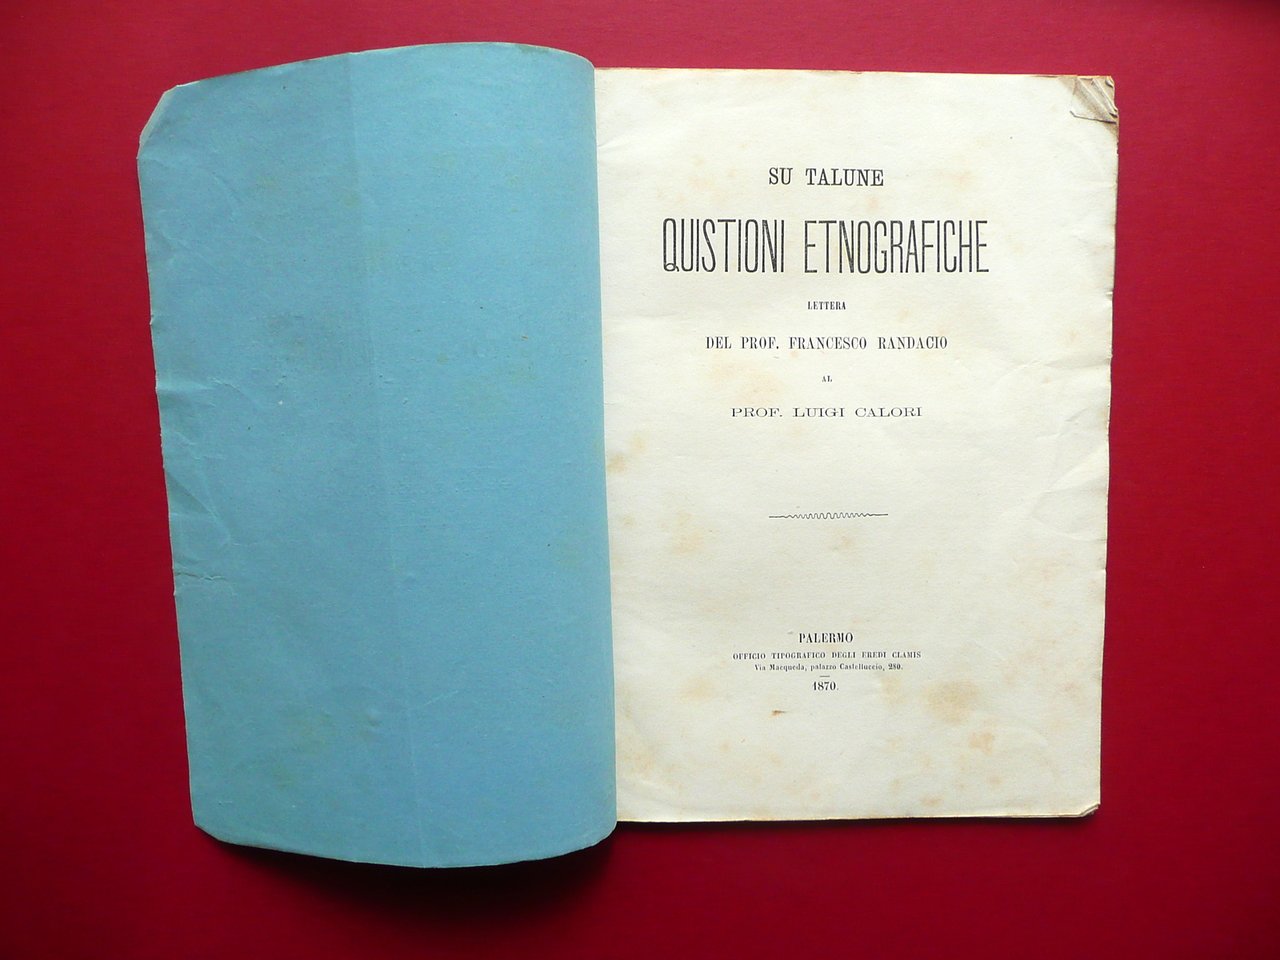 SU TALUNE
QUISTIONI ETNOGRAFICHE
LETTERA
DEL PROF. FRANCESCO RANDACIO
AL
PROF. LUIGI CALORI
PALERMO
OFFICIO TIPOGRAFICO DEGLI EREDI CLAMIS
Via Macqueda, palazzo Castelluccio, 280.
1870.